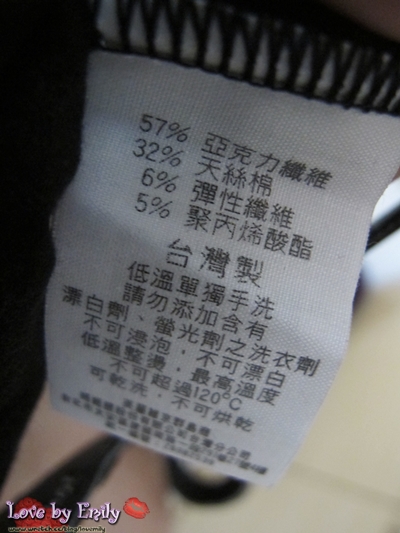 57% 亞克力纖維
32% 天絲棉
6% 彈性纖維
5% 聚丙烯酸酯
台灣製
低溫單獨手洗
請勿添加含有
漂白劑、螢光劑之洗衣劑
不可浸泡,不可漂白
低溫整燙,最高溫度
不可超過120°C
可乾洗,不可烘乾
Love by Emily